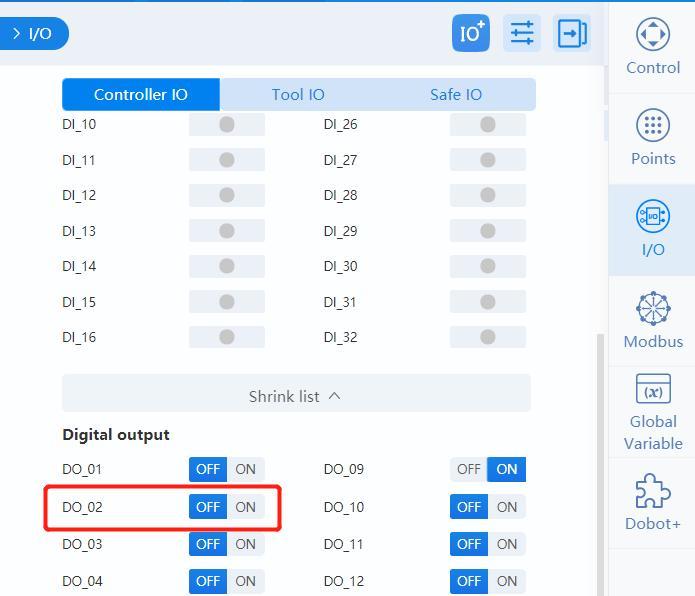 > I/O
IO+
Control
Controller IO Tool IO Safe IO
DI_10 DI_26
DI_11 DI_27
DI_12 DI_28
DI_13 DI_29
DI_14 DI_30
DI_15 DI_31
DI_16 DI_32
Shrink list
Digital output
DO_01 OFF ON DO_09 OFF ON
DO_02 OFF ON DO_10 OFF ON
DO_03 OFF ON DO_11 OFF ON
DO_04 OFF ON DO_12 OFF ON
Points
I/O
I/O
Modbus
(x)
Global
Variable
Dobot+